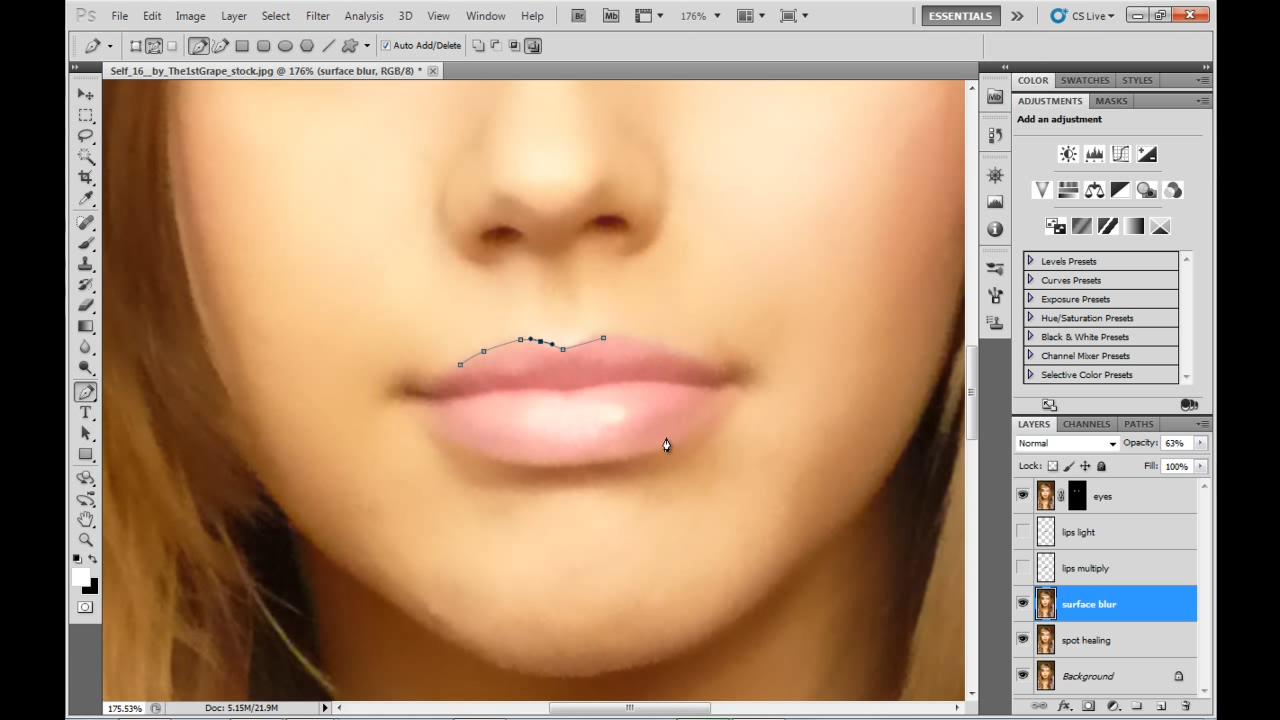 Ps File Edit Image Layer Select Filter Analysis 3D View Window Help Br Mb 176% ESSENTIALS CS Live
Auto Add/Delete
Self_16__by_The1stGrape_stock.jpg @ 176% (surface blur, RGB/8) *
COLOR SWATCHES STYLES
Mb
ADJUSTMENTS MASKS
Add an adjustment
Levels Presets
Curves Presets
Exposure Presets
Hue/Saturation Presets
Black & White Presets
Channel Mixer Presets
Selective Color Presets
T
LAYERS CHANNELS PATHS
Normal Opacity: 63%
Lock: Fill: 100%
eyes
lips light
lips multiply
surface blur
spot healing
Background
175.53% Doc: 5.15M/21.9M
fx